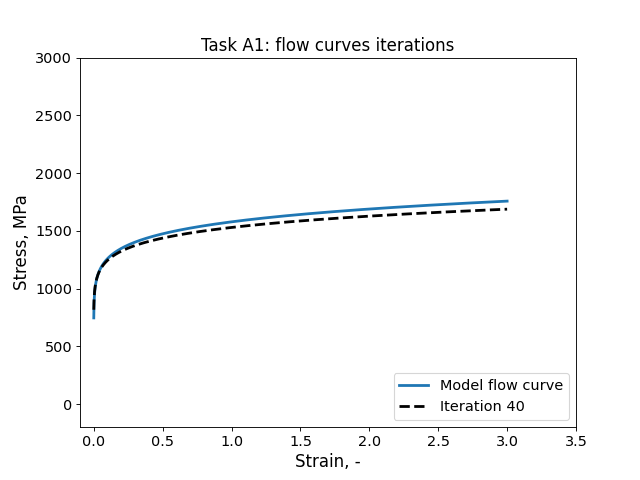 Task A1: flow curves iterations
3000
2500
2000
1500
1000
500
0
Stress, MPa
Model flow curve
Iteration 40
0.0 0.5 1.0 1.5 2.0 2.5 3.0 3.5
Strain, -